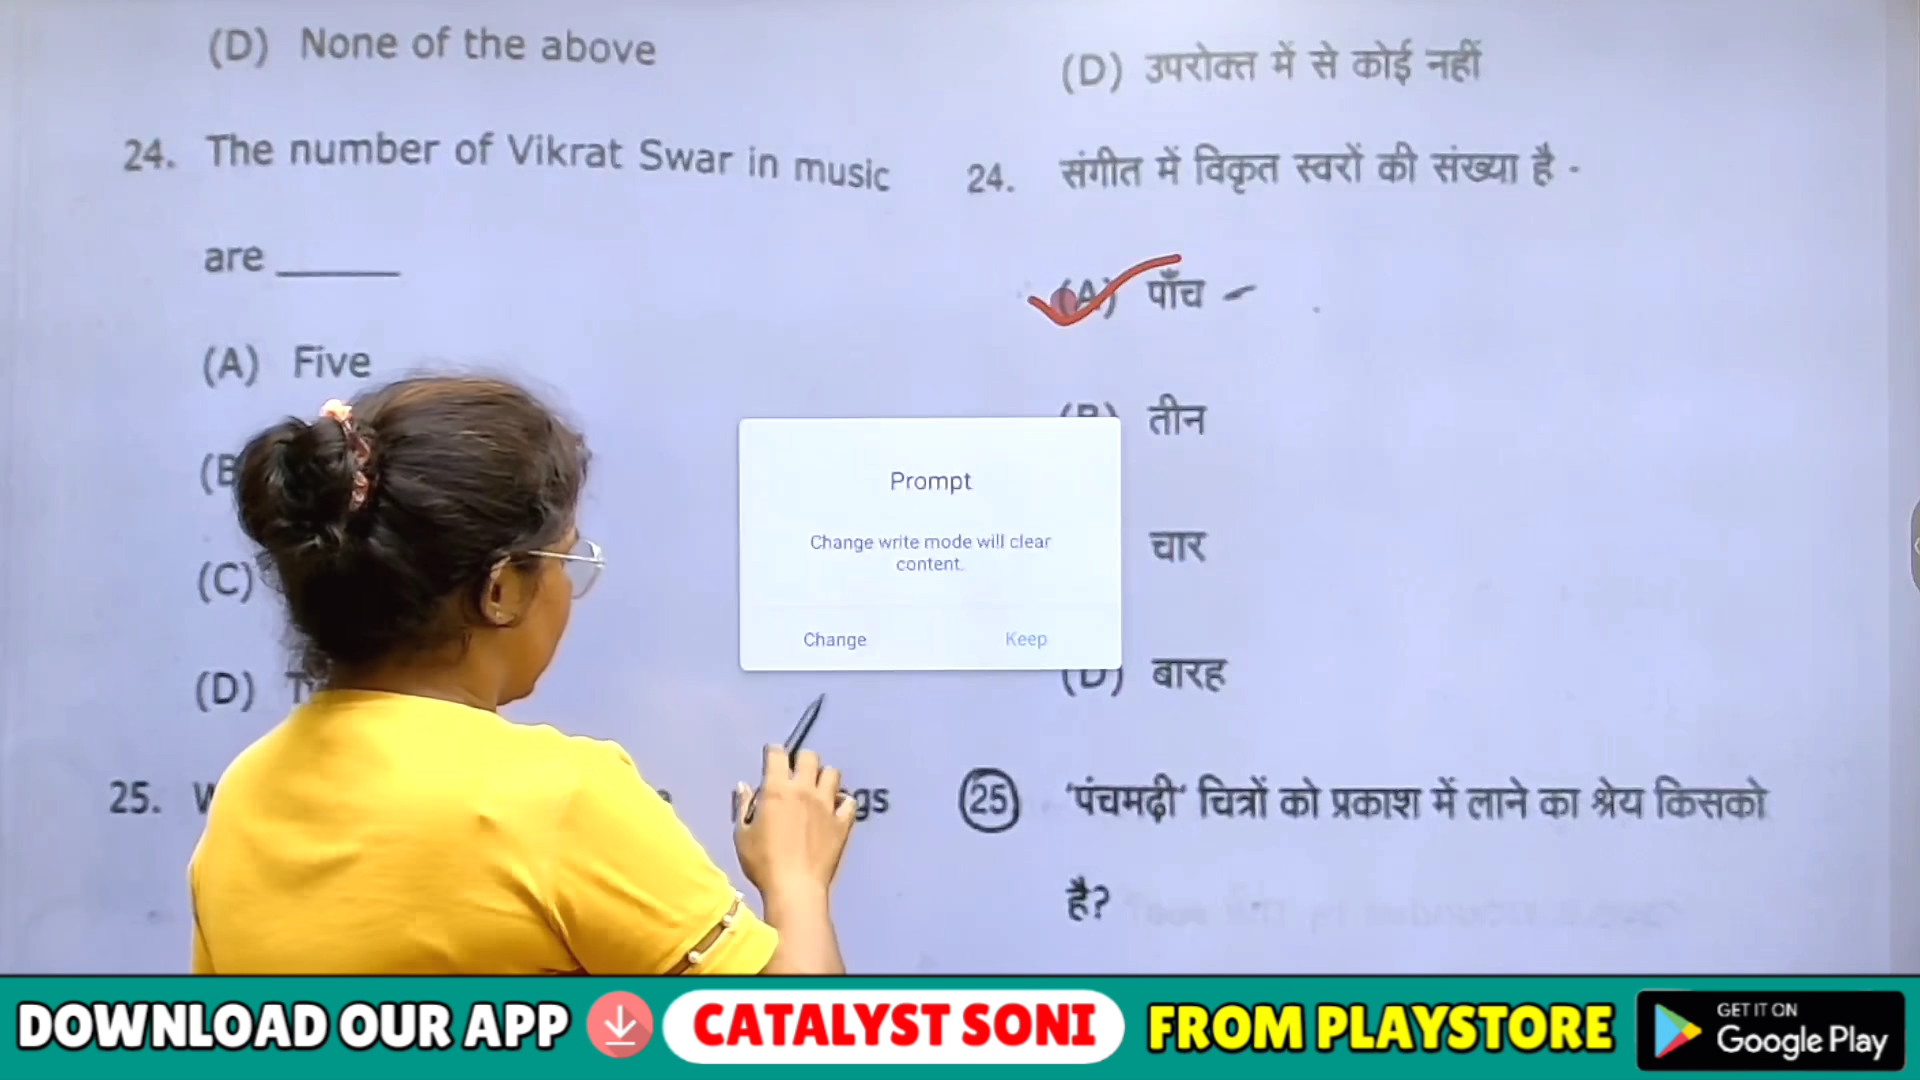 (D) None of the above
24. The number of Vikrat Swar in music
are ______
(A) Five
(B
(C)
(D)
25.
(D) उपरोक्त में से कोई नहीं
24. संगीत में विकृत स्वरों की संख्या है -
(A) पाँच
(B) तीन
चार
(D) बारह
(25) 'पंचमढ़ी' चित्रों को प्रकाश में लाने का श्रेय किसको
है?
Prompt
Change write mode will clear
content.
Change Keep
DOWNLOAD OUR APP CATALYST SONI FROM PLAYSTORE
GET IT ON
Google Play